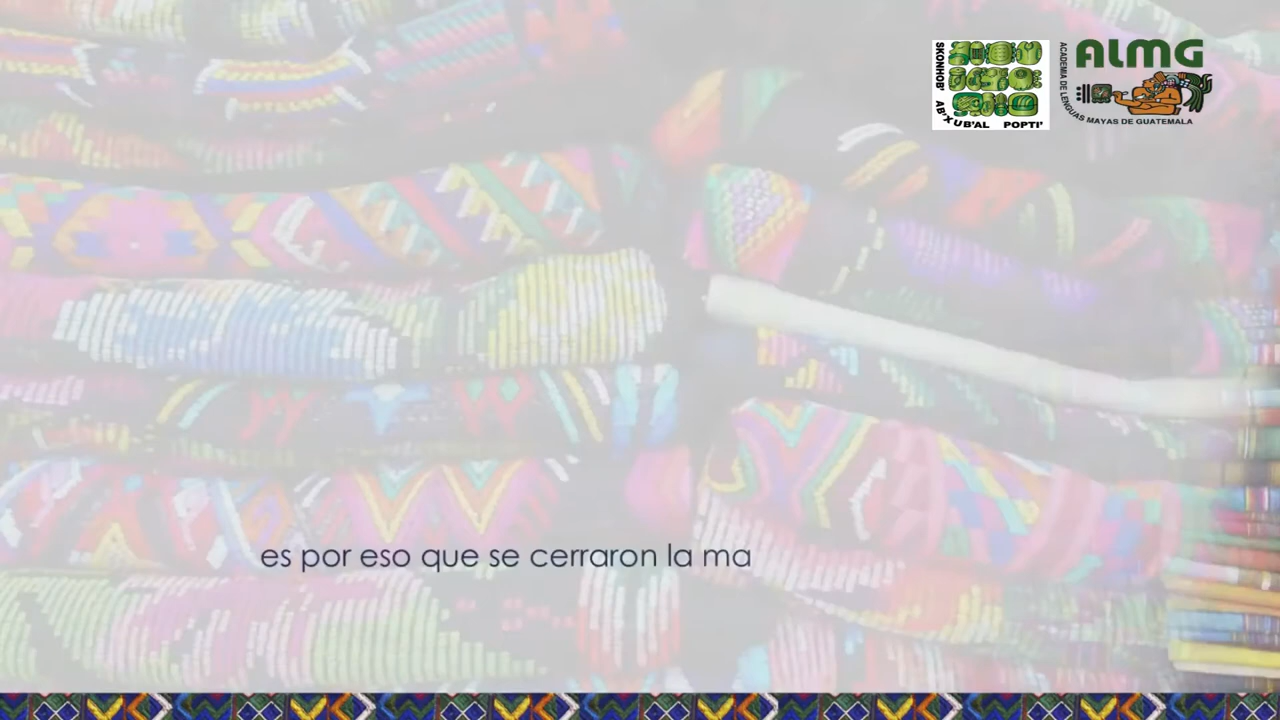 SKONHOB'
AB'XUB'AL POPTI'
ALMG
ACADEMIA DE LENGUAS MAYAS DE GUATEMALA
es por eso que se cerraron la ma